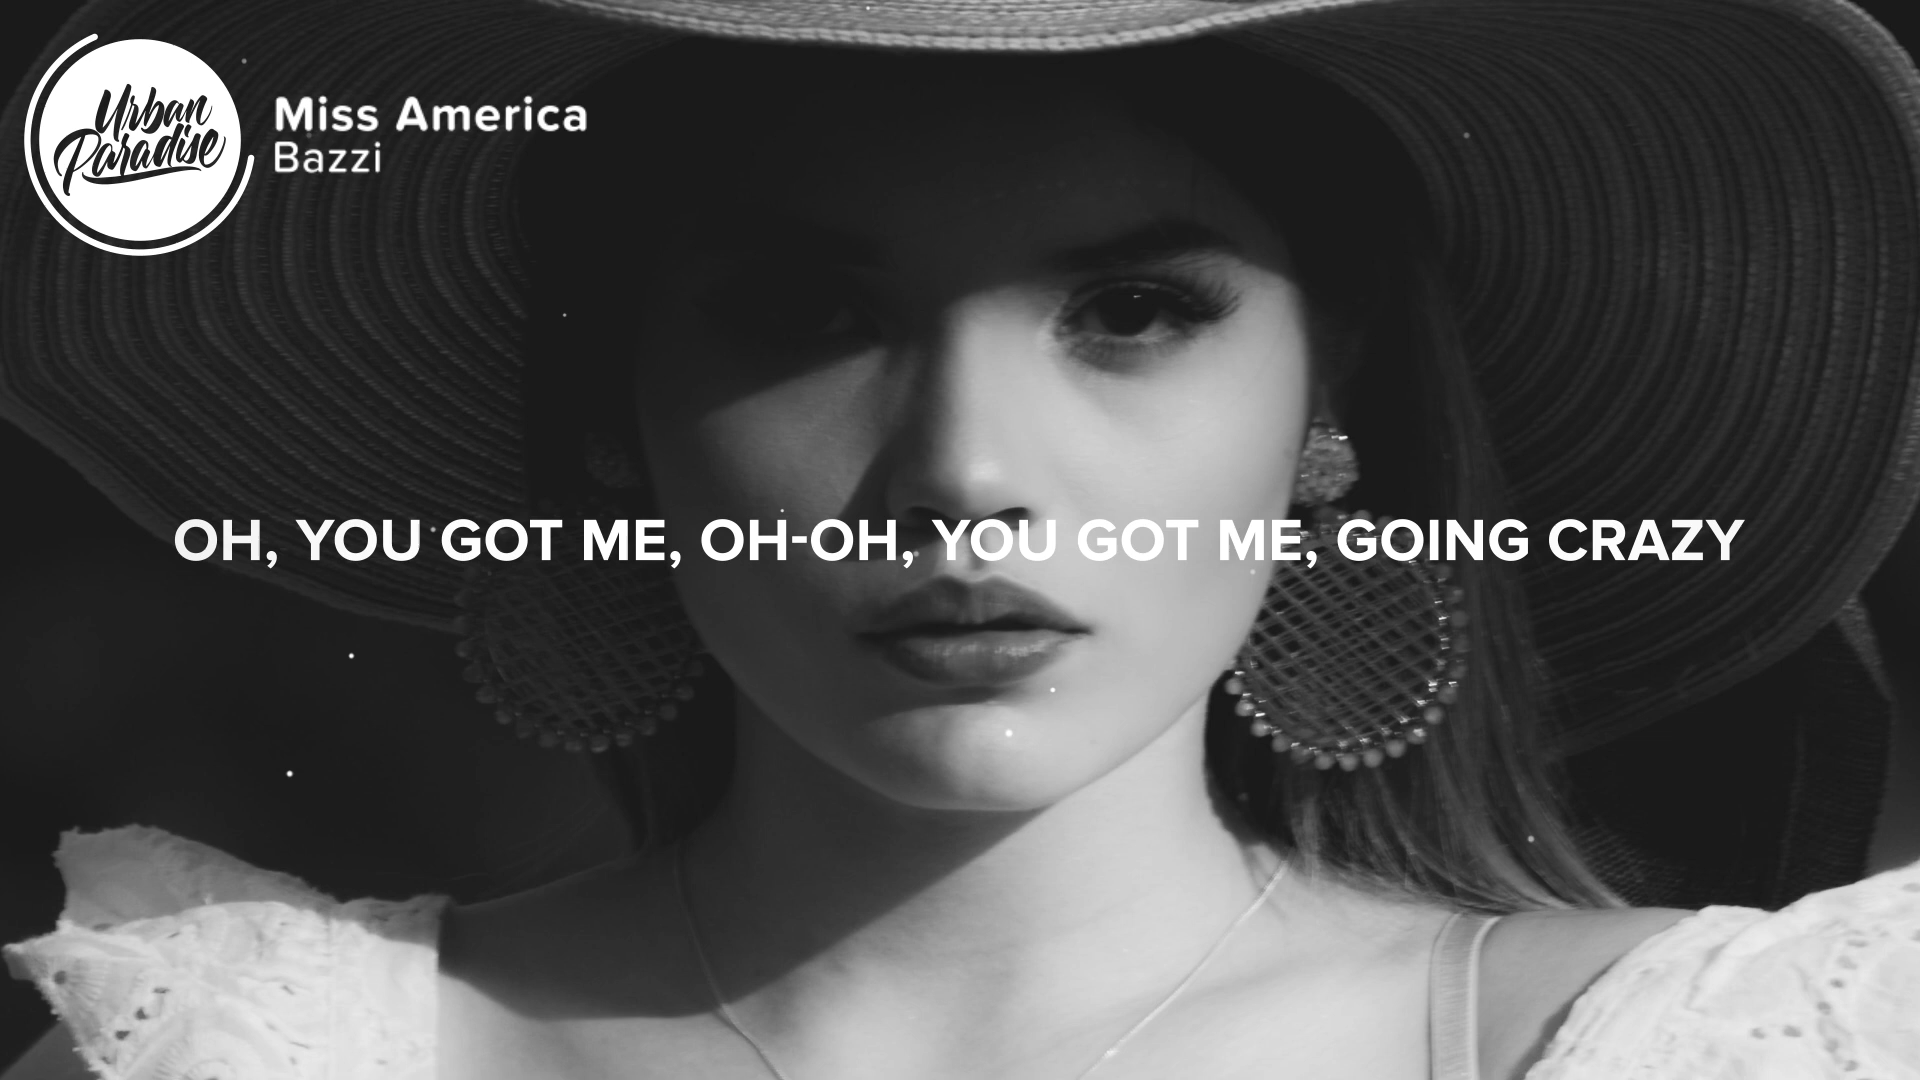 Urban
Paradise
Miss America
Bazzi
OH, YOU GOT ME, OH-OH, YOU GOT ME, GOING CRAZY